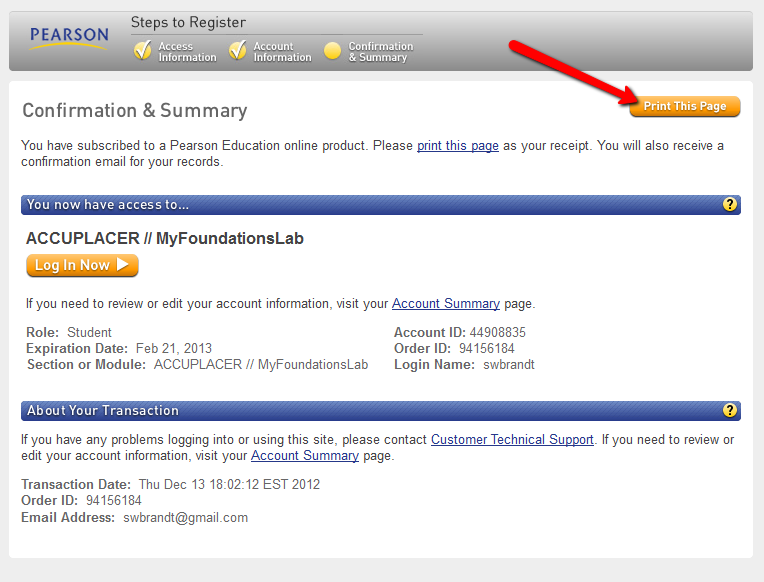 PEARSON
Steps to Register
Access Information
Account Information
Confirmation & Summary
Confirmation & Summary
Print This Page
You have subscribed to a Pearson Education online product. Please print this page as your receipt. You will also receive a
confirmation email for your records.
You now have access to...
?
ACCUPLACER // MyFoundationsLab
Log In Now
If you need to review or edit your account information, visit your Account Summary page.
Role: Student
Account ID: 44908835
Expiration Date: Feb 21, 2013
Order ID: 94156184
Section or Module: ACCUPLACER // MyFoundationsLab
Login Name: swbrandt
About Your Transaction
?
If you have any problems logging into or using this site, please contact Customer Technical Support. If you need to review or
edit your account information, visit your Account Summary page.
Transaction Date: Thu Dec 13 18:02:12 EST 2012
Order ID: 94156184
Email Address: swbrandt@gmail.com